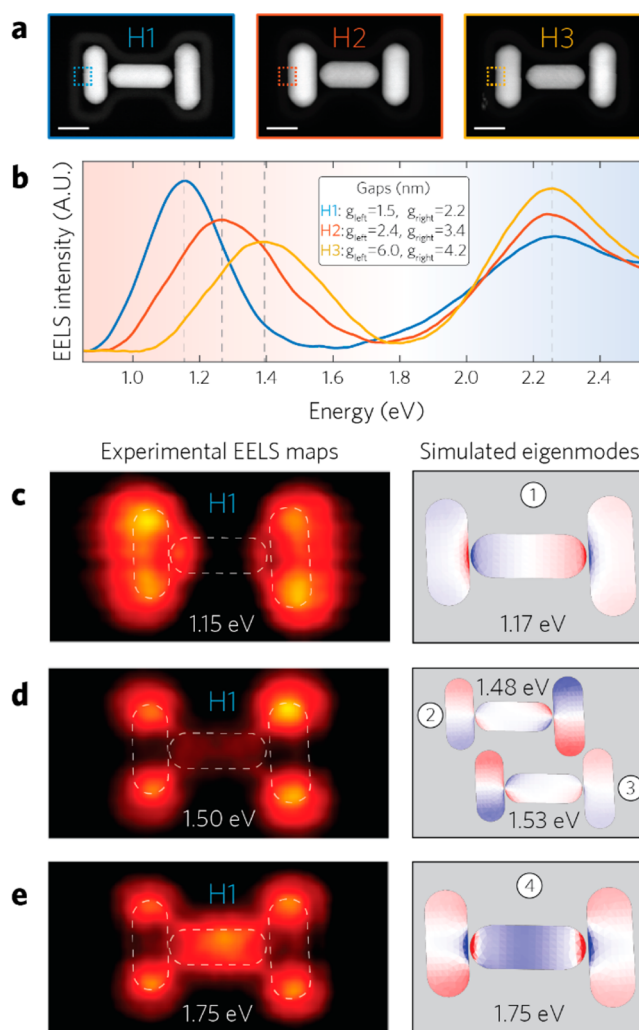 a
H1 H2 H3
b
EELS intensity (A.U.)
Gaps (nm)
H1: gleft=1.5, gright=2.2
H2: gleft=2.4, gright=3.4
H3: gleft=6.0, gright=4.2
1.0 1.2 1.4 1.6 1.8 2.0 2.2 2.4
Energy (eV)
Experimental EELS maps Simulated eigenmodes
c
H1
1.15 eV
1
1.17 eV
d
H1
1.50 eV
1.48 eV
2
3
1.53 eV
e
H1
1.75 eV
4
1.75 eV